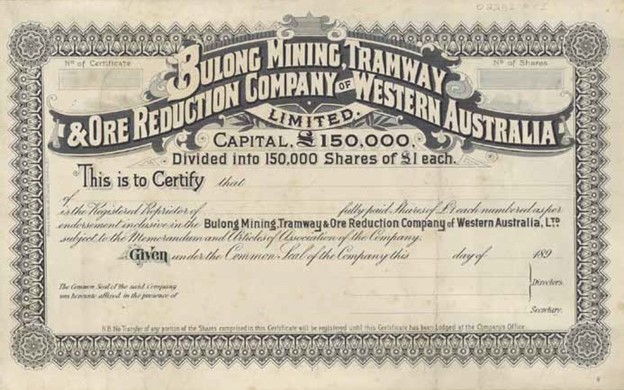 No of Certificate
No of Shares
Bulong Mining, Tramway
& Ore Reduction Company of Western Australia
Limited.
Capital, £150,000.
Divided into 150,000 Shares of £1 each.
This is to Certify that
of
is the Registered Proprietor of fully paid Shares of £1 each numbered as per
endorsement inclusive in the Bulong Mining, Tramway & Ore Reduction Company of Western Australia, LTD
subject to the Memorandum and Articles of Association of the Company.
Given under the Common Seal of the Company this day of 189
The Common Seal of the said Company
was hereunto affixed in the presence of
Directors.
Secretary.
N.B. No Transfer of any portion of the Shares comprised in this Certificate will be registered until this Certificate has been Lodged at the Company's Office.